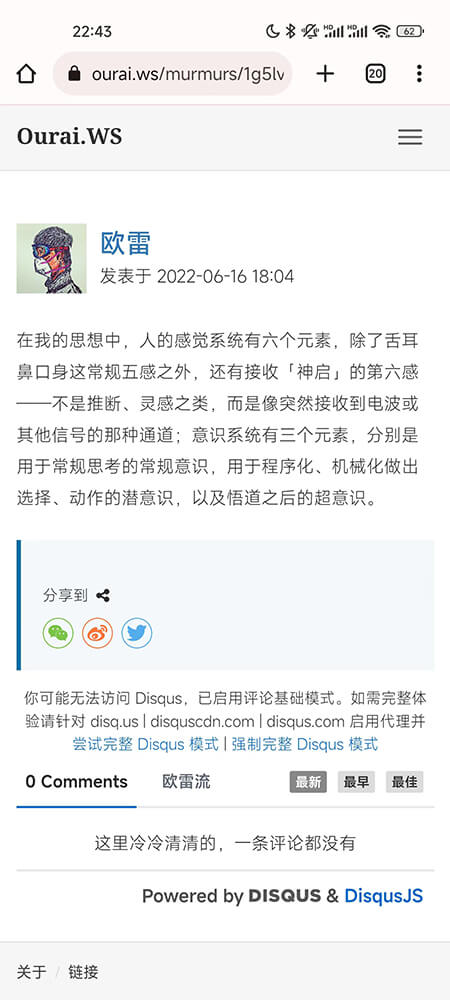 22:43
HD HD 62
ourai.ws/murmurs/1g5lv
20
Ourai.WS
欧雷
发表于 2022-06-16 18:04
在我的思想中，人的感觉系统有六个元素，除了舌耳
鼻口身这常规五感之外，还有接收「神启」的第六感
——不是推断、灵感之类，而是像突然接收到电波或
其他信号的那种通道；意识系统有三个元素，分别是
用于常规思考的常规意识，用于程序化、机械化做出
选择、动作的潜意识，以及悟道之后的超意识。
分享到
你可能无法访问 Disqus，已启用评论基础模式。如需完整体
验请针对 disq.us | disquscdn.com | disqus.com 启用代理并
尝试完整 Disqus 模式 | 强制完整 Disqus 模式
0 Comments 欧雷流 最新 最早 最佳
这里冷冷清清的，一条评论都没有
Powered by DISQUS & DisqusJS
关于 / 链接